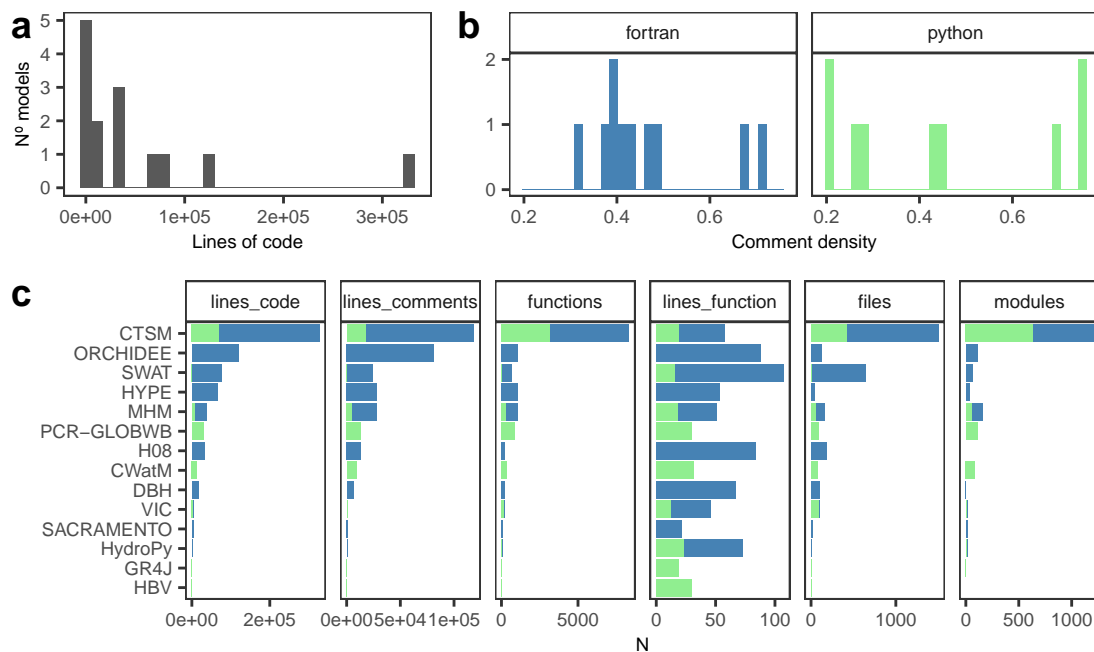 a
5
4
3
2
1
0
Nº models
0e+00 1e+05 2e+05 3e+05
Lines of code
b
fortran python
2
1
0
0.2 0.4 0.6 0.2 0.4 0.6
Comment density
c
lines_code lines_comments functions lines_function files modules
CTSM
ORCHIDEE
SWAT
HYPE
MHM
PCR−GLOBWB
H08
CWatM
DBH
VIC
SACRAMENTO
HydroPy
GR4J
HBV
0e+00 2e+05 0e+005e+041e+05 5000 0 50 100 0 1000 0 500 1000
N